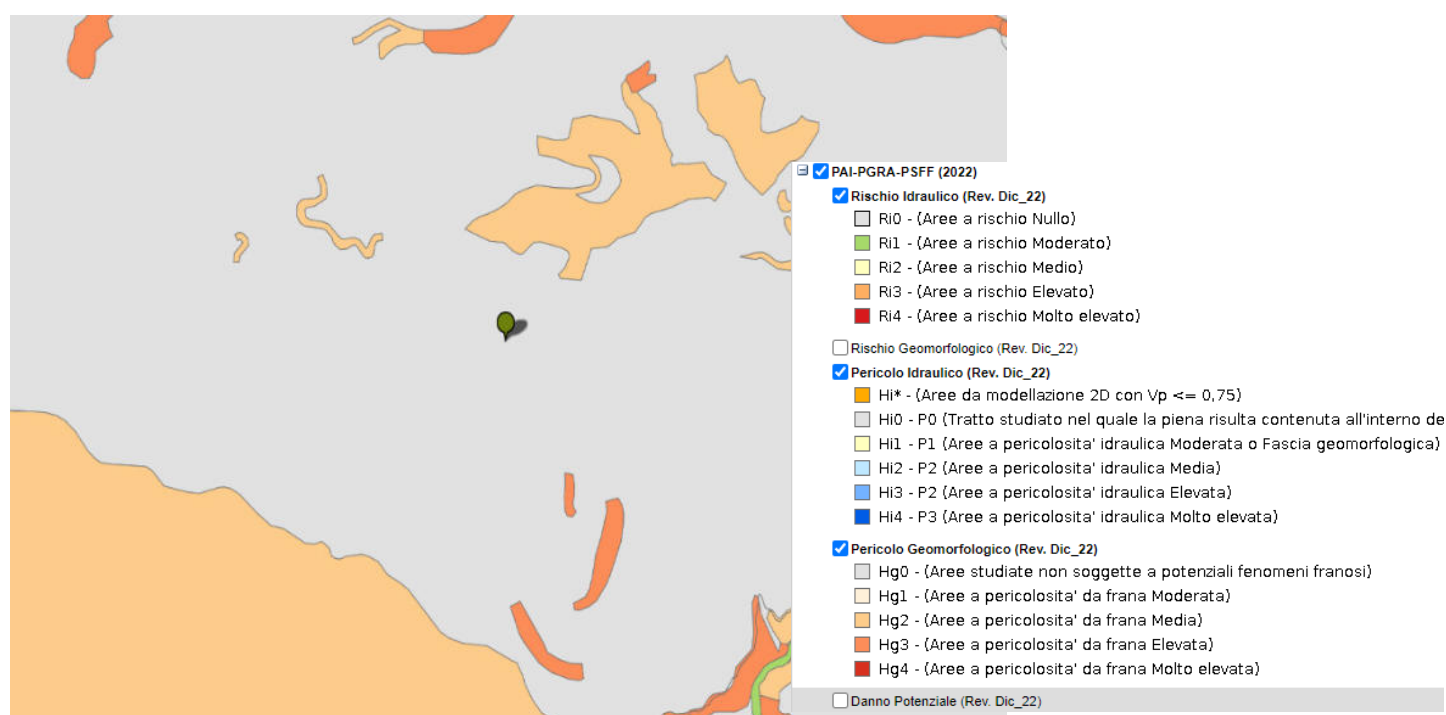 PAI-PGRA-PSFF (2022)
Rischio Idraulico (Rev. Dic_22)
Ri0 - (Aree a rischio Nullo)
Ri1 - (Aree a rischio Moderato)
Ri2 - (Aree a rischio Medio)
Ri3 - (Aree a rischio Elevato)
Ri4 - (Aree a rischio Molto elevato)
Rischio Geomorfologico (Rev. Dic_22)
Pericolo Idraulico (Rev. Dic_22)
Hi* - (Aree da modellazione 2D con Vp <= 0,75)
Hi0 - P0 (Tratto studiato nel quale la piena risulta contenuta all'interno de
Hi1 - P1 (Aree a pericolosita' idraulica Moderata o Fascia geomorfologica)
Hi2 - P2 (Aree a pericolosita' idraulica Media)
Hi3 - P2 (Aree a pericolosita' idraulica Elevata)
Hi4 - P3 (Aree a pericolosita' idraulica Molto elevata)
Pericolo Geomorfologico (Rev. Dic_22)
Hg0 - (Aree studiate non soggette a potenziali fenomeni franosi)
Hg1 - (Aree a pericolosita' da frana Moderata)
Hg2 - (Aree a pericolosita' da frana Media)
Hg3 - (Aree a pericolosita' da frana Elevata)
Hg4 - (Aree a pericolosita' da frana Molto elevata)
Danno Potenziale (Rev. Dic_22)